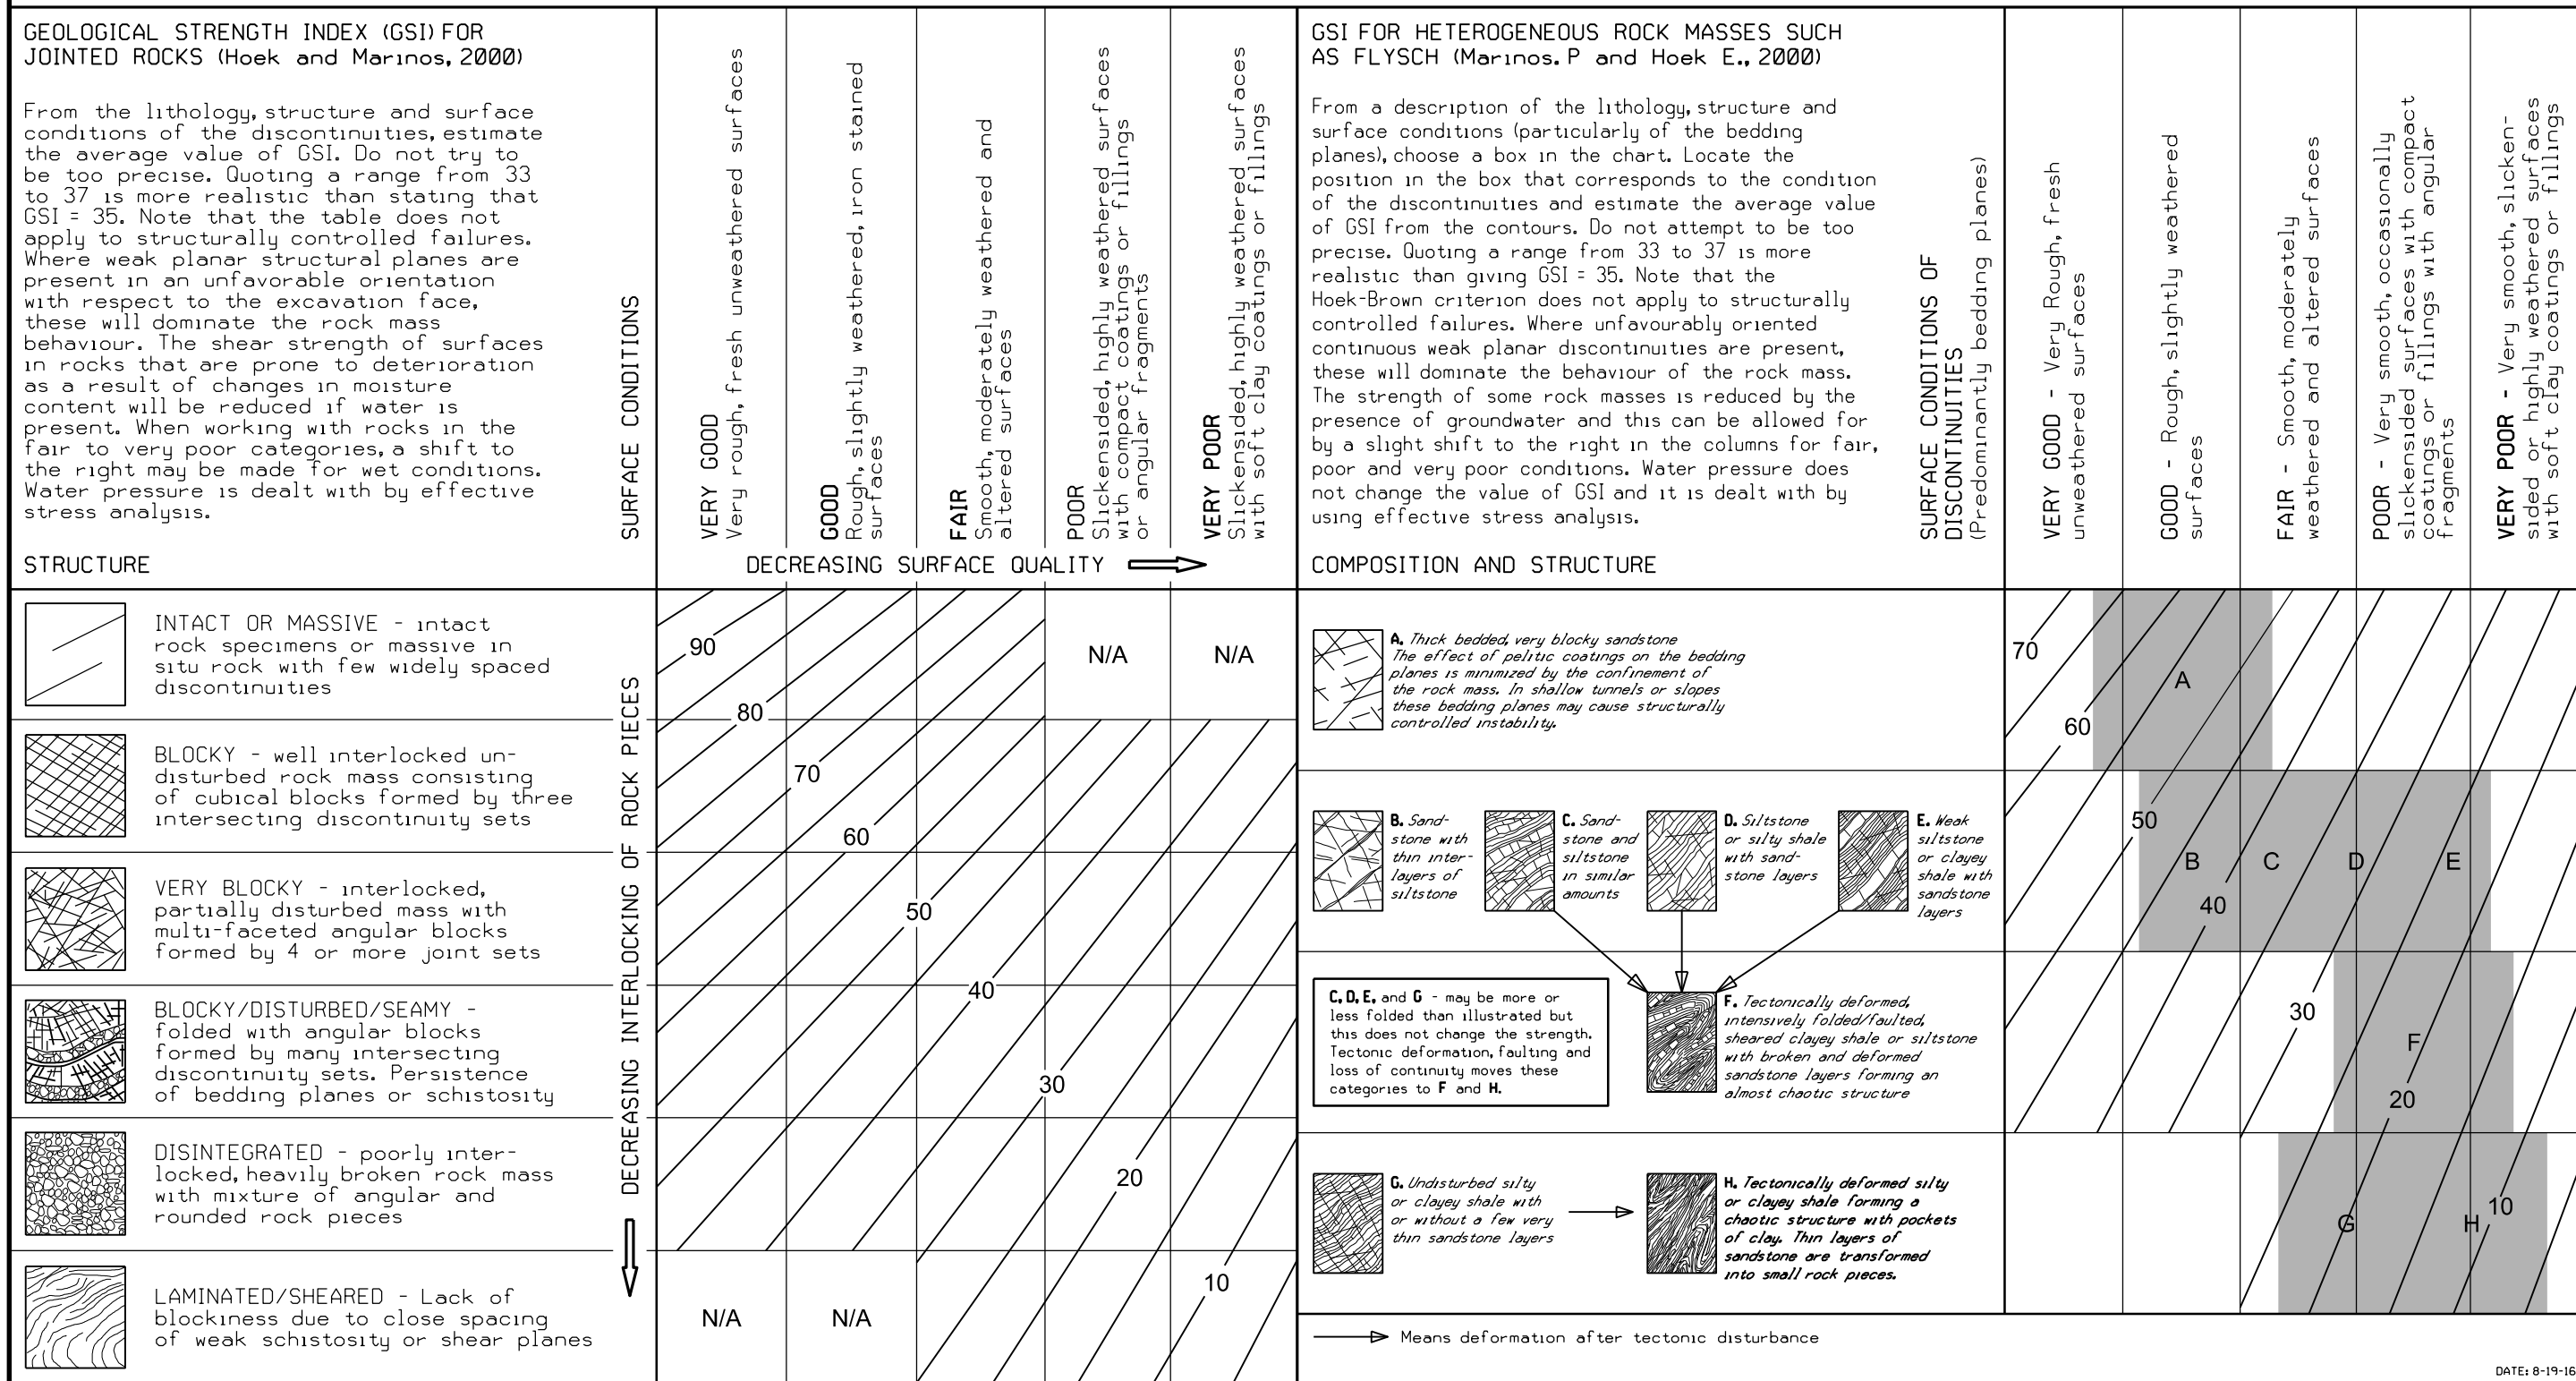 GEOLOGICAL STRENGTH INDEX (GSI) FOR
JOINTED ROCKS (Hoek and Marinos, 2000)
From the lithology, structure and surface
conditions of the discontinuities, estimate
the average value of GSI. Do not try to
be too precise. Quoting a range from 33
to 37 is more realistic than stating that
GSI = 35. Note that the table does not
apply to structurally controlled failures.
Where weak planar structural planes are
present in an unfavorable orientation
with respect to the excavation face,
these will dominate the rock mass
behaviour. The shear strength of surfaces
in rocks that are prone to deterioration
as a result of changes in moisture
content will be reduced if water is
present. When working with rocks in the
fair to very poor categories, a shift to
the right may be made for wet conditions.
Water pressure is dealt with by effective
stress analysis.
STRUCTURE
SURFACE CONDITIONS
VERY GOOD
Very rough, fresh unweathered surfaces
GOOD
Rough, slightly weathered, iron stained
surfaces
FAIR
Smooth, moderately weathered and
altered surfaces
POOR
Slickensided, highly weathered surfaces
with compact coatings or fillings
or angular fragments
VERY POOR
Slickensided, highly weathered surfaces
with soft clay coatings or fillings
DECREASING SURFACE QUALITY
INTACT OR MASSIVE - intact
rock specimens or massive in
situ rock with few widely spaced
discontinuities
BLOCKY - well interlocked un-
disturbed rock mass consisting
of cubical blocks formed by three
intersecting discontinuity sets
VERY BLOCKY - interlocked,
partially disturbed mass with
multi-faceted angular blocks
formed by 4 or more joint sets
BLOCKY/DISTURBED/SEAMY -
folded with angular blocks
formed by many intersecting
discontinuity sets. Persistence
of bedding planes or schistosity
DISINTEGRATED - poorly inter-
locked, heavily broken rock mass
with mixture of angular and
rounded rock pieces
LAMINATED/SHEARED - Lack of
blockiness due to close spacing
of weak schistosity or shear planes
DECREASING INTERLOCKING OF ROCK PIECES
90
80
70
60
50
40
30
20
10
N/A
N/A
N/A
N/A
GSI FOR HETEROGENEOUS ROCK MASSES SUCH
AS FLYSCH (Marinos. P and Hoek E., 2000)
From a description of the lithology, structure and
surface conditions (particularly of the bedding
planes), choose a box in the chart. Locate the
position in the box that corresponds to the condition
of the discontinuities and estimate the average value
of GSI from the contours. Do not attempt to be too
precise. Quoting a range from 33 to 37 is more
realistic than giving GSI = 35. Note that the
Hoek-Brown criterion does not apply to structurally
controlled failures. Where unfavourably oriented
continuous weak planar discontinuities are present,
these will dominate the behaviour of the rock mass.
The strength of some rock masses is reduced by the
presence of groundwater and this can be allowed for
by a slight shift to the right in the columns for fair,
poor and very poor conditions. Water pressure does
not change the value of GSI and it is dealt with by
using effective stress analysis.
COMPOSITION AND STRUCTURE
SURFACE CONDITIONS OF
DISCONTINUITIES
(Predominantly bedding planes)
VERY GOOD - Very Rough, fresh
unweathered surfaces
GOOD - Rough, slightly weathered
surfaces
FAIR - Smooth, moderately
weathered and altered surfaces
POOR - Very smooth, occasionally
slickensided surfaces with compact
coatings or fillings with angular
fragments
VERY POOR - Very smooth, slicken-
sided or highly weathered surfaces
with soft clay coatings or fillings
A. Thick bedded, very blocky sandstone
The effect of pelitic coatings on the bedding
planes is minimized by the confinement of
the rock mass. In shallow tunnels or slopes
these bedding planes may cause structurally
controlled instability.
B. Sand-
stone with
thin inter-
layers of
siltstone
C. Sand-
stone and
siltstone
in similar
amounts
D. Siltstone
or silty shale
with sand-
stone layers
E. Weak
siltstone
or clayey
shale with
sandstone
layers
C, D, E, and G - may be more or
less folded than illustrated but
this does not change the strength.
Tectonic deformation, faulting and
loss of continuity moves these
categories to F and H.
F. Tectonically deformed,
intensively folded/faulted,
sheared clayey shale or siltstone
with broken and deformed
sandstone layers forming an
almost chaotic structure
G. Undisturbed silty
or clayey shale with
or without a few very
thin sandstone layers
H. Tectonically deformed silty
or clayey shale forming a
chaotic structure with pockets
of clay. Thin layers of
sandstone are transformed
into small rock pieces.
70
A
60
50
B
C
D
E
40
30
F
20
10
G
H
Means deformation after tectonic disturbance
DATE: 8-19-16